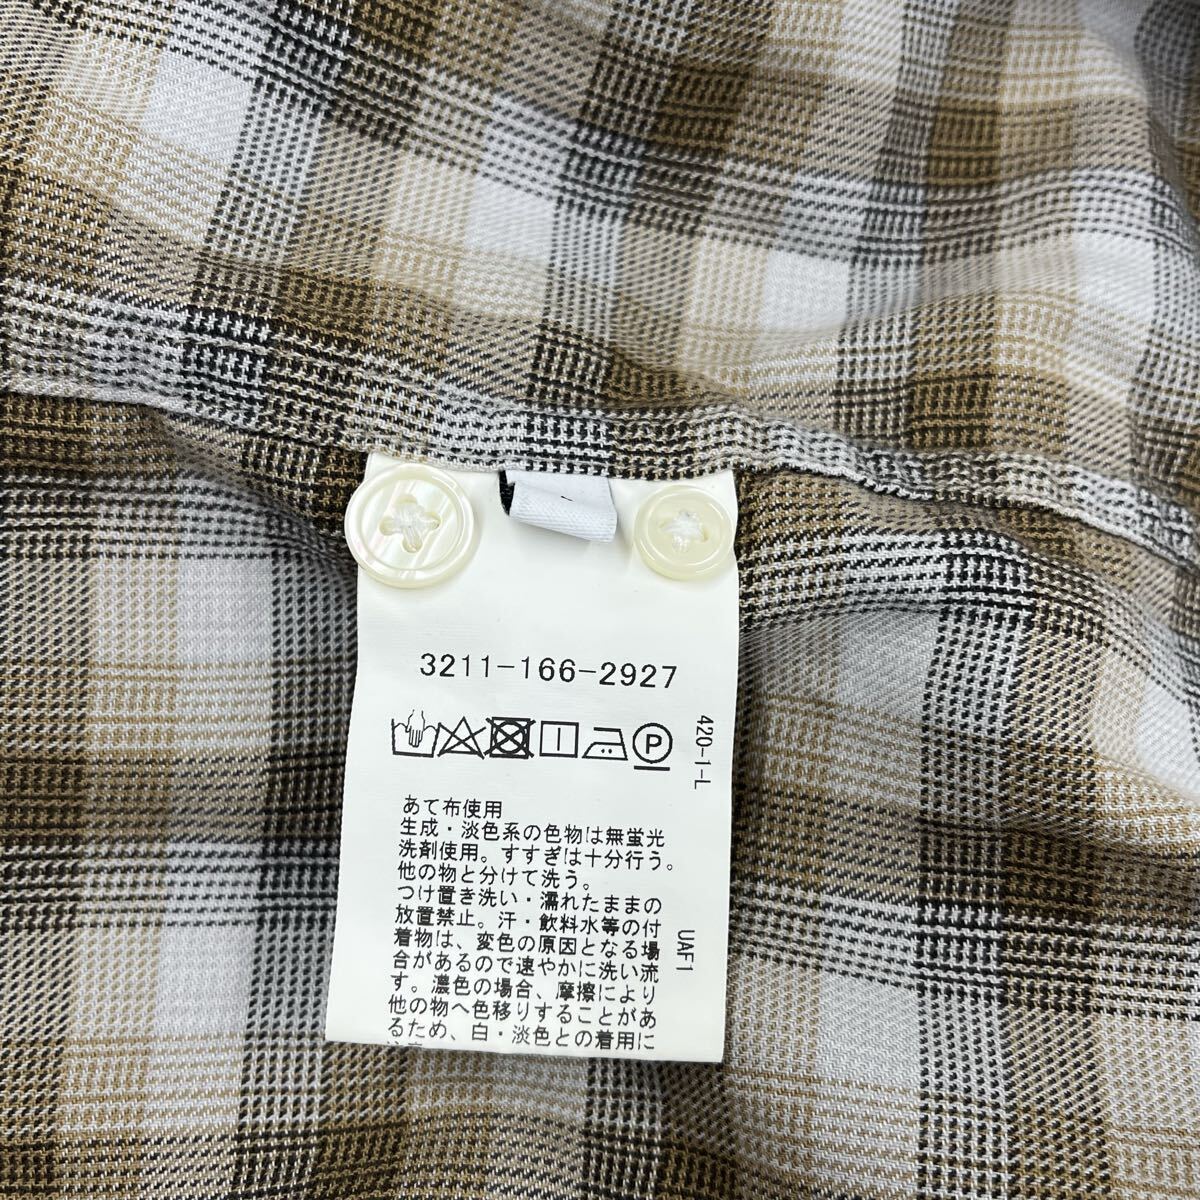 3211-166-2927
P
420-1-L
あて布使用
生成・淡色系の色物は無蛍光
洗剤使用。すすぎは十分行う。
他の物と分けて洗う。
つけ置き洗い・濡れたままの
放置禁止。汗・飲料水等の付
着物は、変色の原因となる場
合があるので速やかに洗い流
す。濃色の場合、摩擦により
他の物へ色移りすることがあ
るため、白・淡色との着用に
UAF1